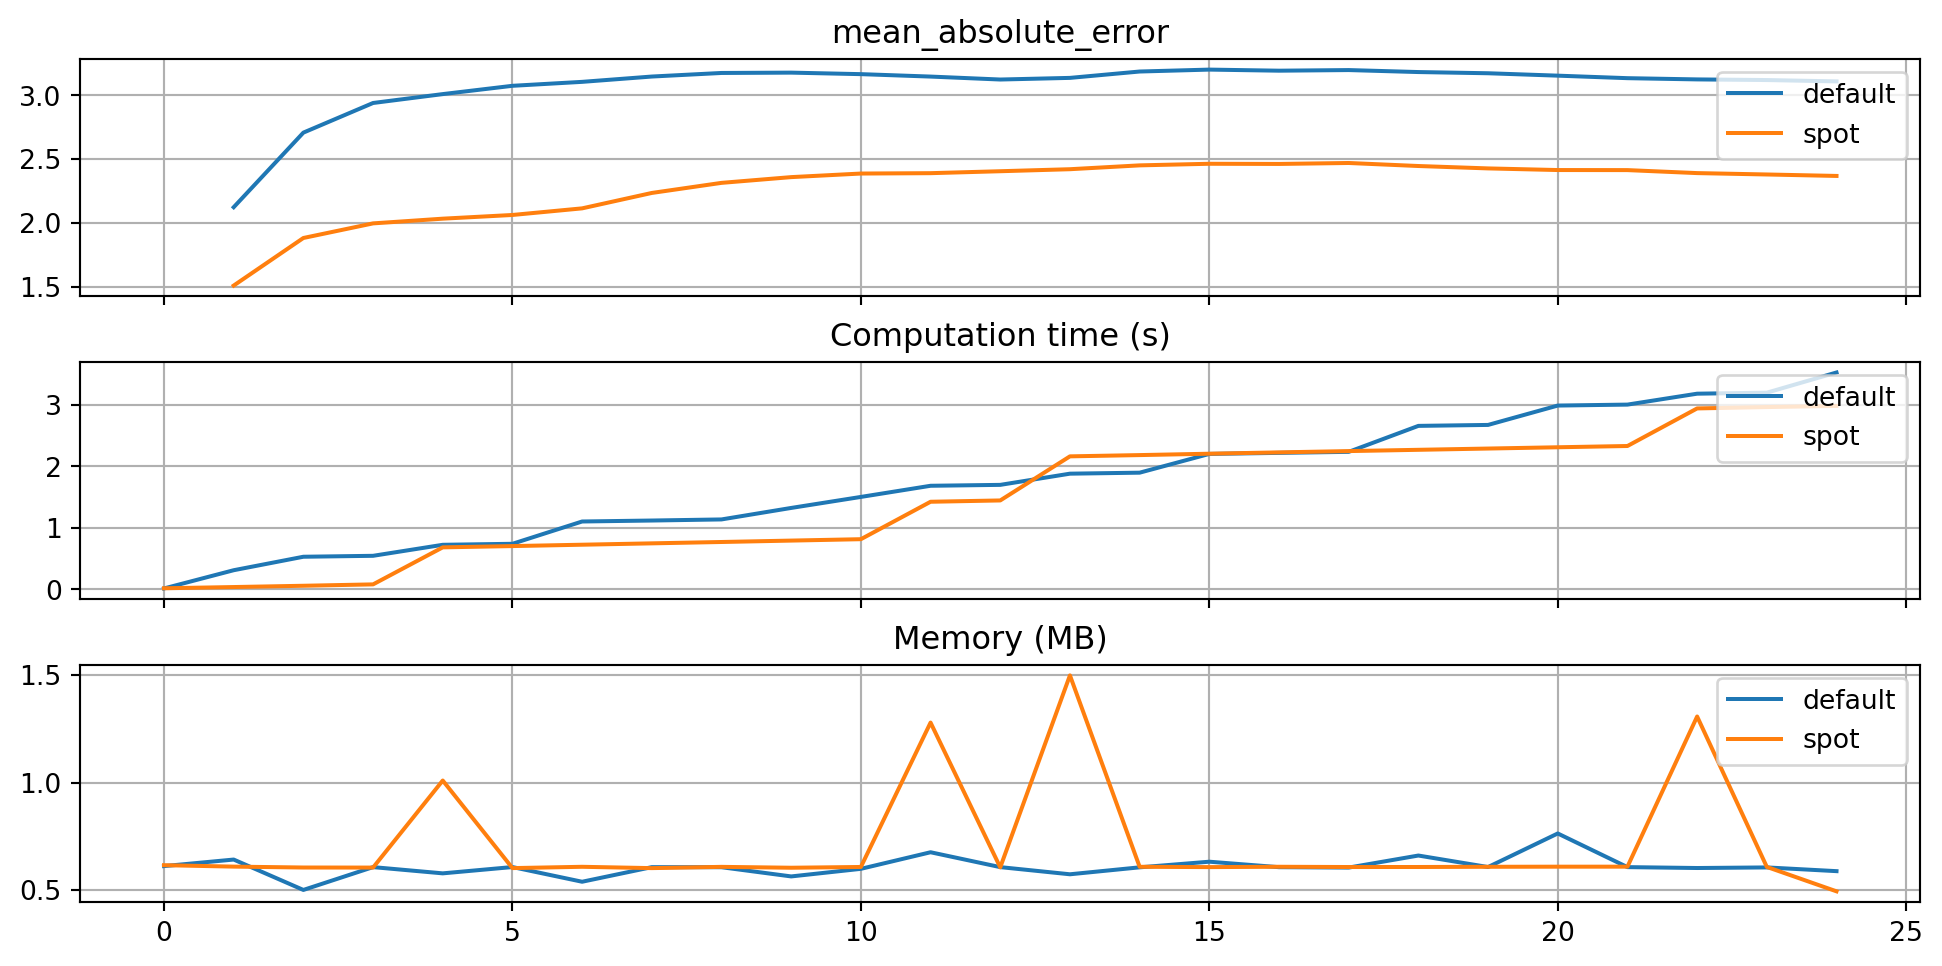 mean_absolute_error
3.0
2.5
2.0
1.5
default
spot
Computation time (s)
3
2
1
0
default
spot
Memory (MB)
1.5
1.0
0.5
default
spot
0 5 10 15 20 25